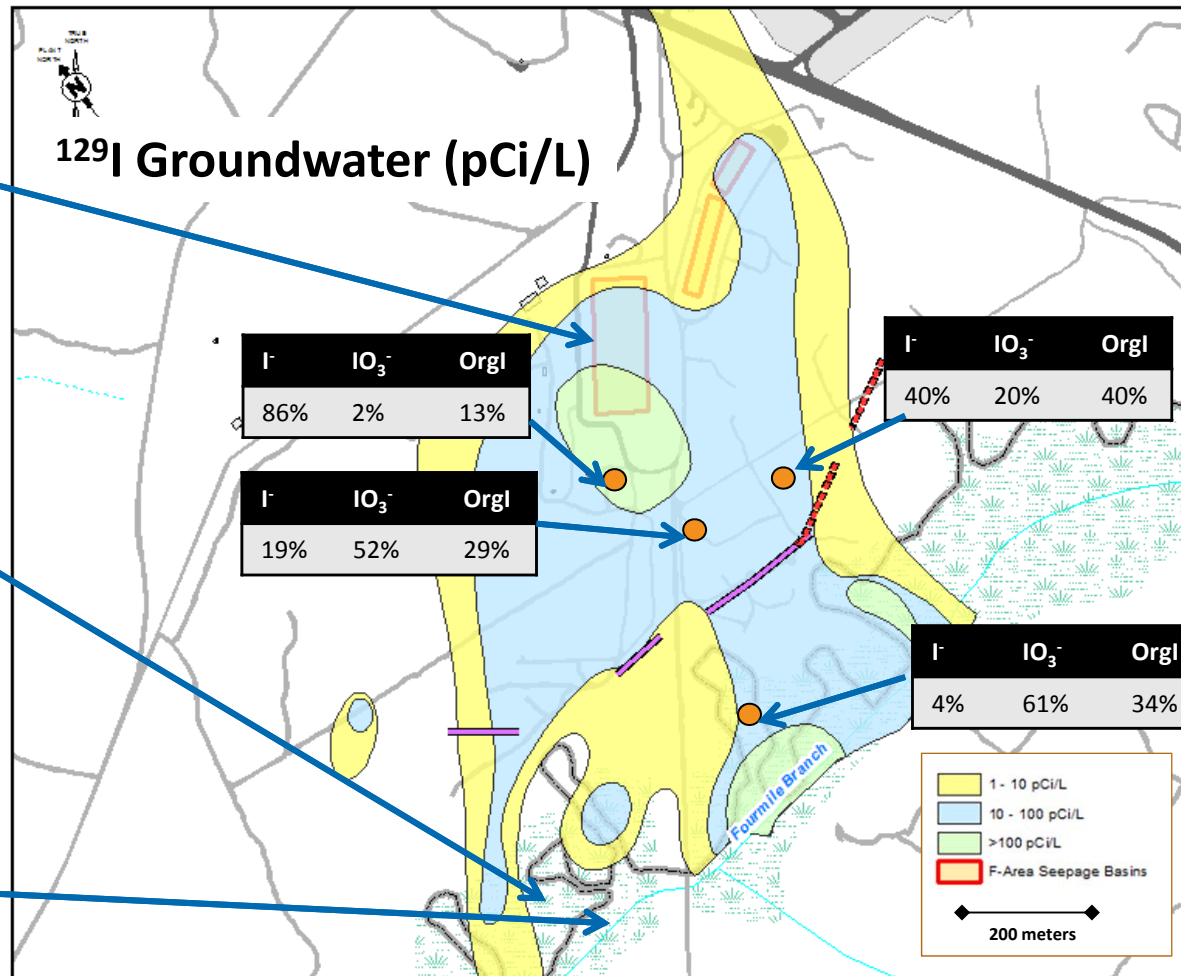 TRUE
NORTH
PLANT
NORTH
N
¹²⁹I Groundwater (pCi/L)
I⁻ IO₃⁻ OrgI
86% 2% 13%
I⁻ IO₃⁻ OrgI
40% 20% 40%
I⁻ IO₃⁻ OrgI
19% 52% 29%
I⁻ IO₃⁻ OrgI
4% 61% 34%
Fourmile Branch
1 - 10 pCi/L
10 - 100 pCi/L
>100 pCi/L
F-Area Seepage Basins
200 meters